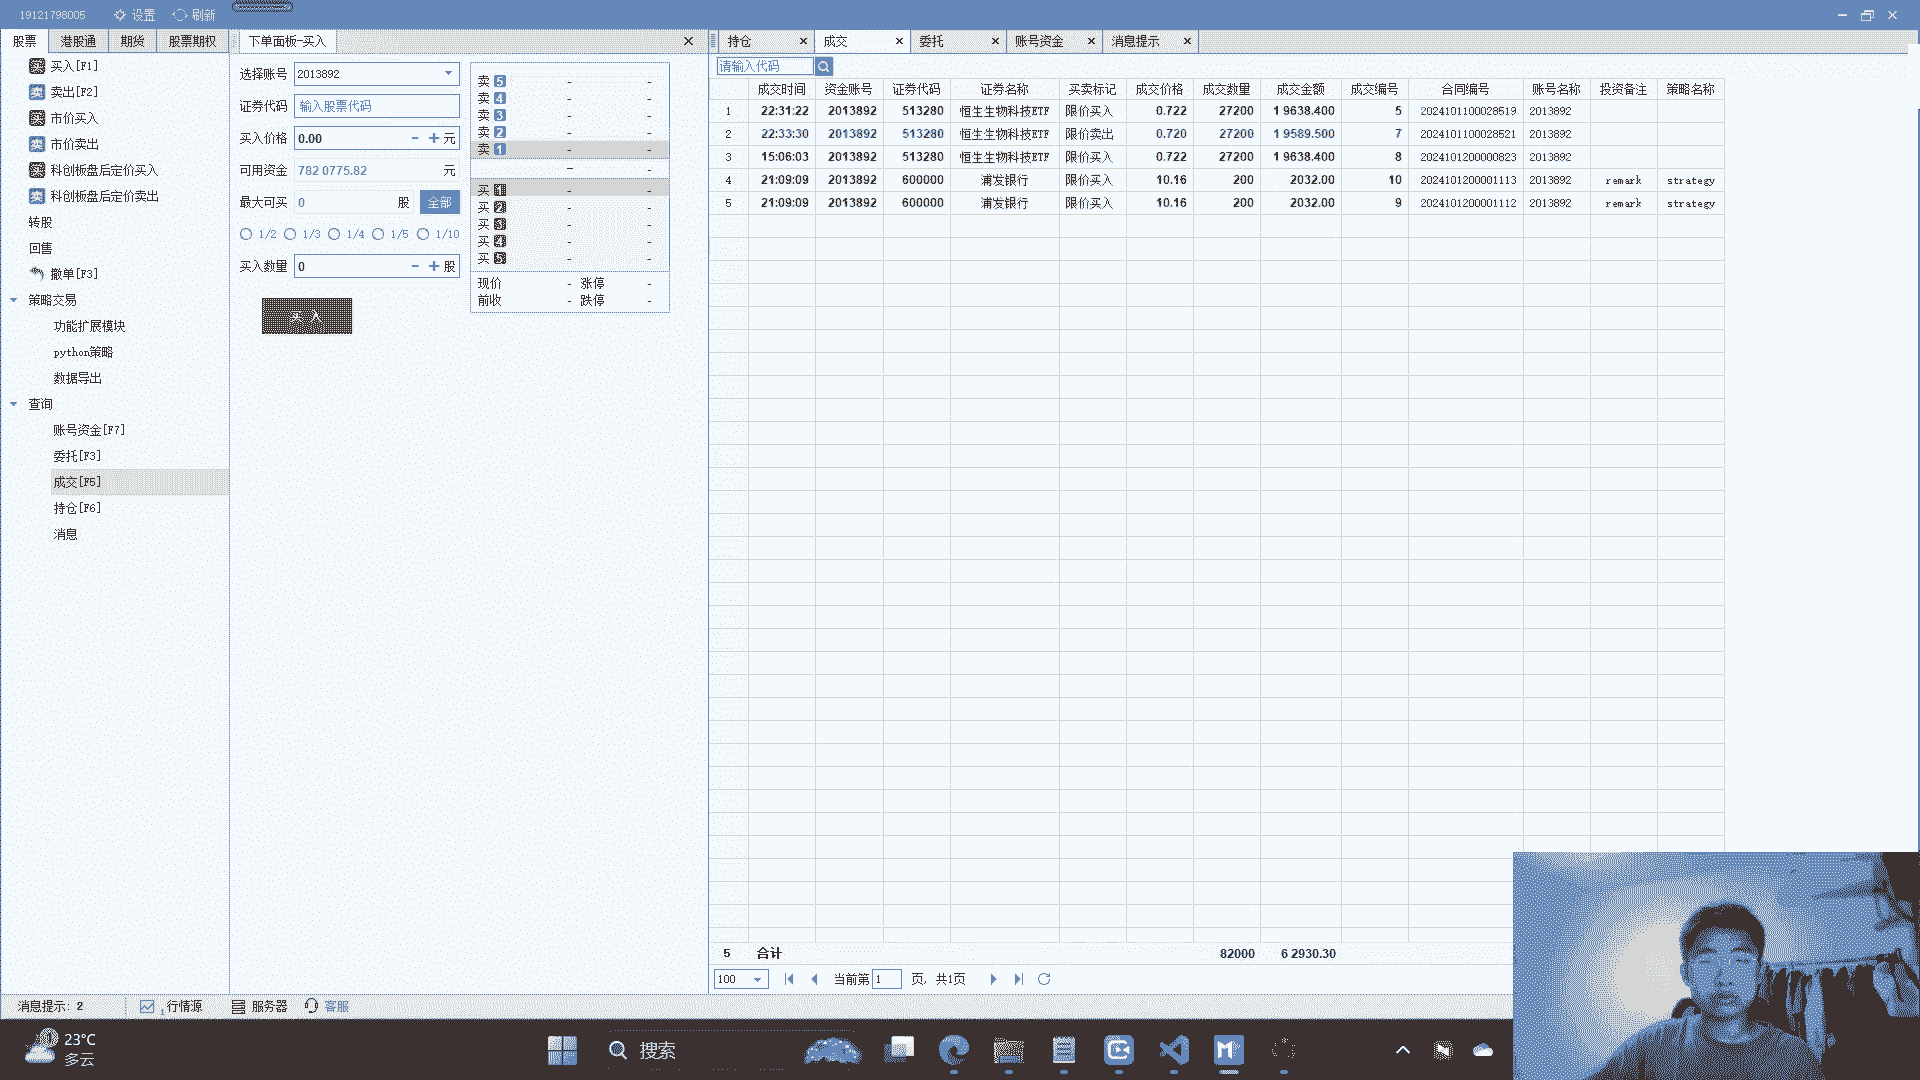 19121798005 设置 刷新
股票 港股通 期货 股票期权
买入[F1]
卖出[F2]
市价买入
市价卖出
科创板盘后定价买入
科创板盘后定价卖出
转股
回售
撤单[F3]
策略交易
功能扩展模块
python策略
数据导出
查询
账号资金[F7]
委托[F3]
成交[F5]
持仓[F6]
消息
下单面板-买入
选择账号 2013892
证券代码 输入股票代码
买入价格 0.00 元
可用资金 782 0775.82 元
最大可买 0 股 全部
1/2 1/3 1/4 1/5 1/10
买入数量 0 股
买 入
卖 5 - -
卖 4 - -
卖 3 - -
卖 2 - -
卖 1 - -
- -
买 1 - -
买 2 - -
买 3 - -
买 4 - -
买 5 - -
现价 - 涨停 -
前收 - 跌停 -
持仓 成交 委托 账号资金 消息提示
请输入代码
成交时间 资金账号 证券代码 证券名称 买卖标记 成交价格 成交数量 成交金额 成交编号 合同编号 账号名称 投资备注 策略名称
1 22:31:22 2013892 513280 恒生生物科技ETF 限价买入 0.722 27200 1 9638.400 5 2024101100028519 2013892
2 22:33:30 2013892 513280 恒生生物科技ETF 限价卖出 0.720 27200 1 9589.500 7 2024101100028521 2013892
3 15:06:03 2013892 513280 恒生生物科技ETF 限价买入 0.722 27200 1 9638.400 8 2024101200000823 2013892
4 21:09:09 2013892 600000 浦发银行 限价买入 10.16 200 2032.00 10 2024101200001113 2013892 remark strategy
5 21:09:09 2013892 600000 浦发银行 限价买入 10.16 200 2032.00 9 2024101200001112 2013892 remark strategy
5 合计 82000 6 2930.30
100 当前第 1 页, 共1页
消息提示: 2 1 行情源 服务器 客服
23°C
多云
搜索